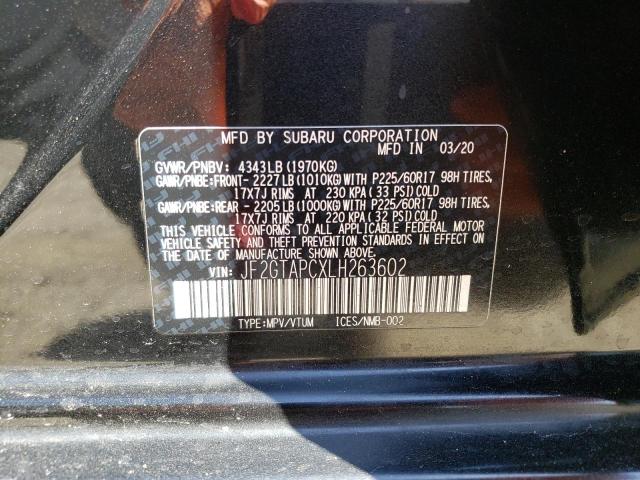 MFD BY SUBARU CORPORATION
MFD IN 03/20
GVWR/PNBV: 4343LB(1970KG)
GAWR/PNBE:FRONT- 2227LB(1010KG)WITH P225/60R17 98H TIRES,
17X7J RIMS AT 230 KPA(33 PSI)COLD
GAWR/PNBE:REAR - 2205LB(1000KG)WITH P225/60R17 98H TIRES,
17X7J RIMS AT 220 KPA(32 PSI)COLD
THIS VEHICLE CONFORMS TO ALL APPLICABLE FEDERAL MOTOR
VEHICLE SAFETY, BUMPER, AND THEFT PREVENTION STANDARDS
IN EFFECT ON THE
DATE OF MANUFACTURE SHOWN ABOVE.
VIN: JF2GTAPCXLH263602
TYPE:MPV/VTUM ICES/NMB-002